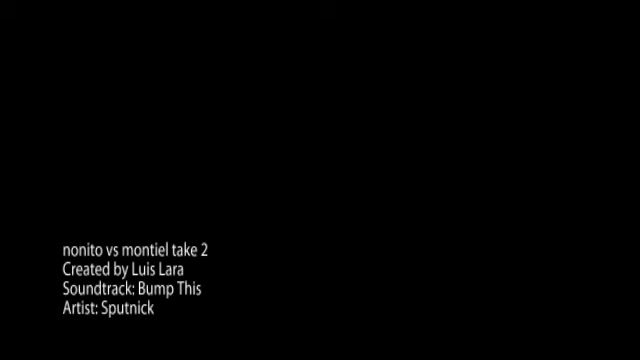 nonito vs montiel take 2
Created by Luis Lara
Soundtrack: Bump This
Artist: Sputnick